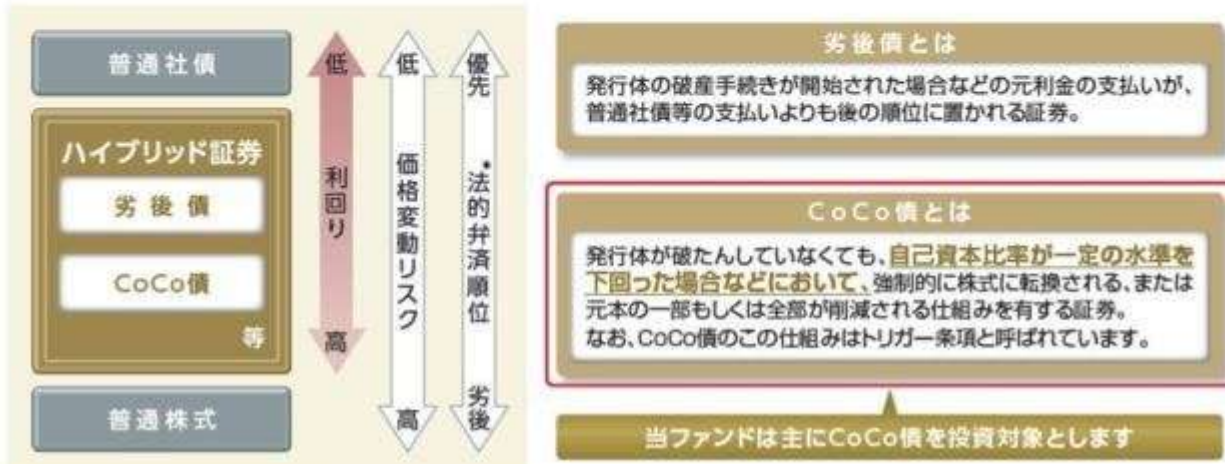 普通社債
ハイブリッド証券
劣後債
CoCo債
等
普通株式
低
利回り
高
低
価格変動リスク
高
優先
*法的弁済順位
劣後
劣後債とは
発行体の破産手続きが開始された場合などの元利金の支払いが、
普通社債等の支払いよりも後の順位に置かれる証券。
CoCo債とは
発行体が破たんしていなくても、自己資本比率が一定の水準を
下回った場合などにおいて、強制的に株式に転換される、または
元本の一部もしくは全部が削減される仕組みを有する証券。
なお、CoCo債のこの仕組みはトリガー条項と呼ばれています。
当ファンドは主にCoCo債を投資対象とします